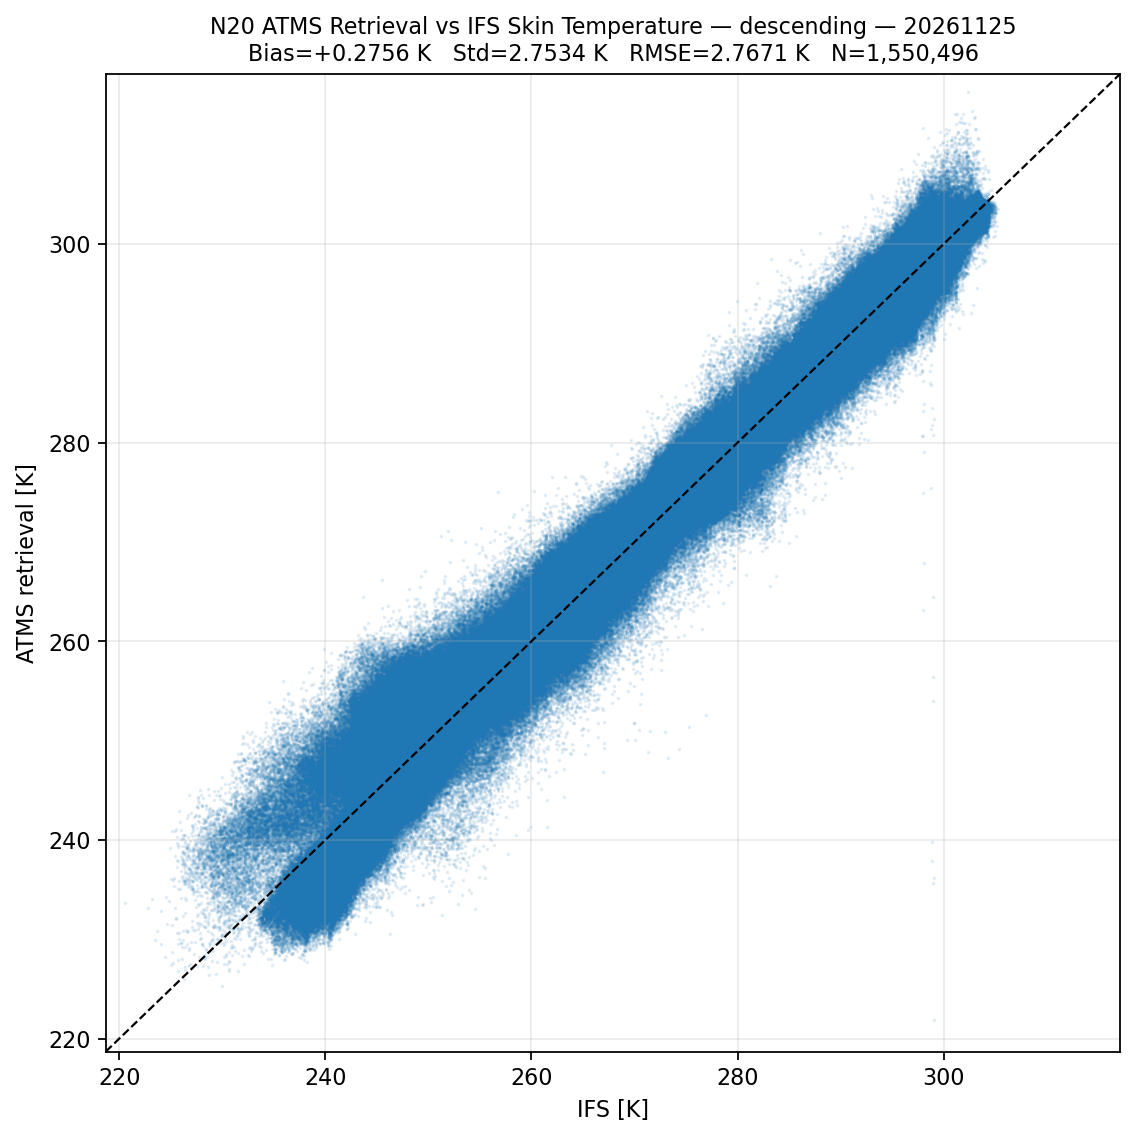 N20 ATMS Retrieval vs IFS Skin Temperature — descending — 20261125
Bias=+0.2756 K   Std=2.7534 K   RMSE=2.7671 K   N=1,550,496
ATMS retrieval [K]
300
280
260
240
220
220 240 260 280 300
IFS [K]